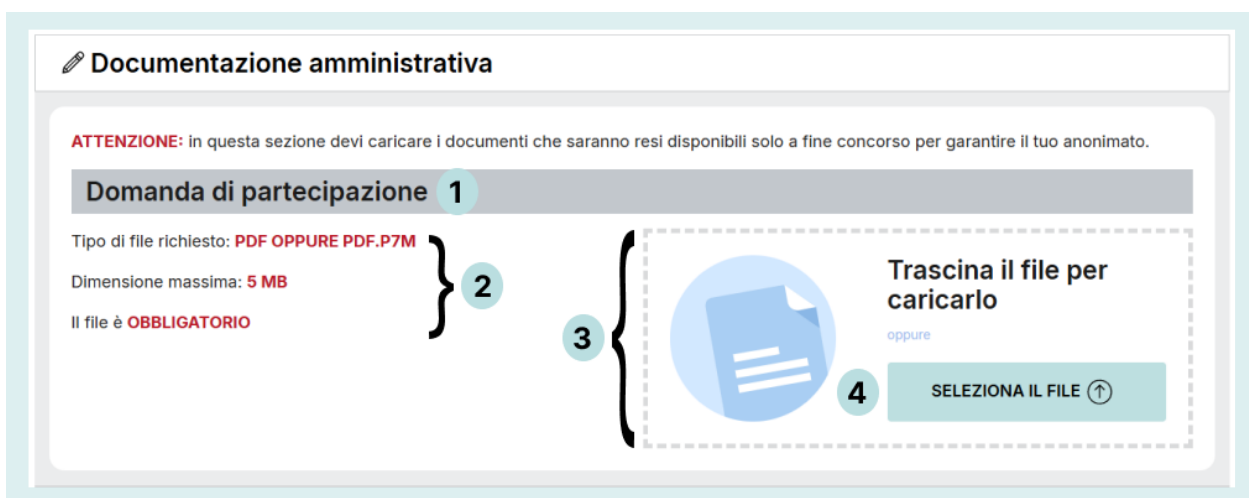 Documentazione amministrativa
ATTENZIONE: in questa sezione devi caricare i documenti che saranno resi disponibili solo a fine concorso per garantire il tuo anonimato.
Domanda di partecipazione 1
Tipo di file richiesto: PDF OPPURE PDF.P7M
Dimensione massima: 5 MB
Il file è OBBLIGATORIO
2
3
Trascina il file per
caricarlo
oppure
4
SELEZIONA IL FILE